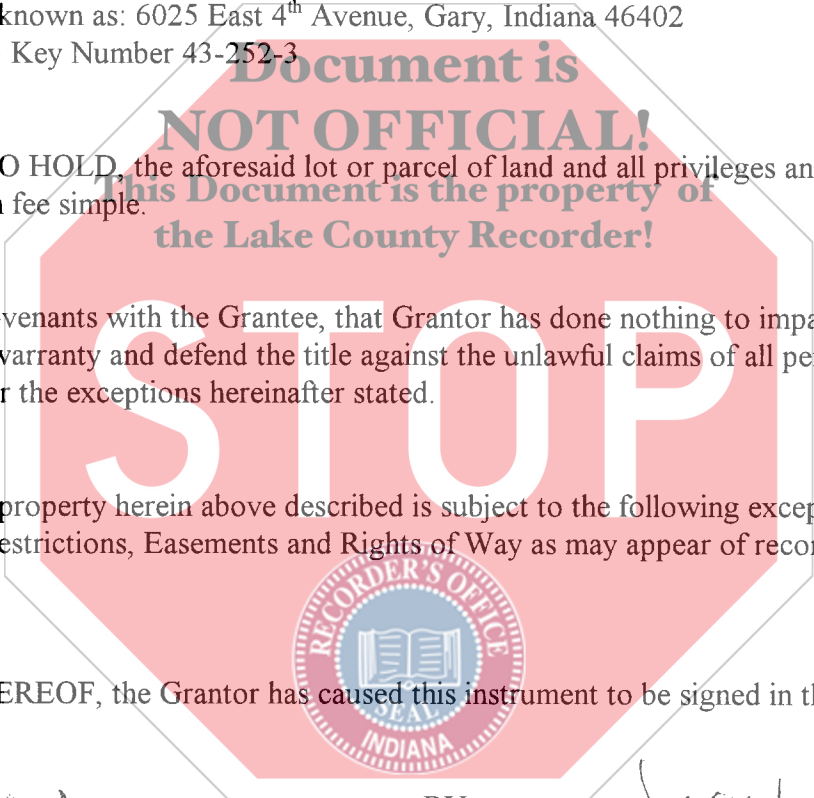 known as: 6025 East 4th Avenue, Gary, Indiana 46402
Key Number 43-252-3
Document is
NOT OFFICIAL!
O HOLD, the aforesaid lot or parcel of land and all privileges an
This Document is the property of
fee simple.
the Lake County Recorder!
venants with the Grantee, that Grantor has done nothing to impa
warranty and defend the title against the unlawful claims of all pe
r the exceptions hereinafter stated.
STOP
property herein above described is subject to the following excep
estrictions, Easements and Rights of Way as may appear of recor
RECORDER'S OFFICE
SEAL
INDIANA
EREOF, the Grantor has caused this instrument to be signed in th